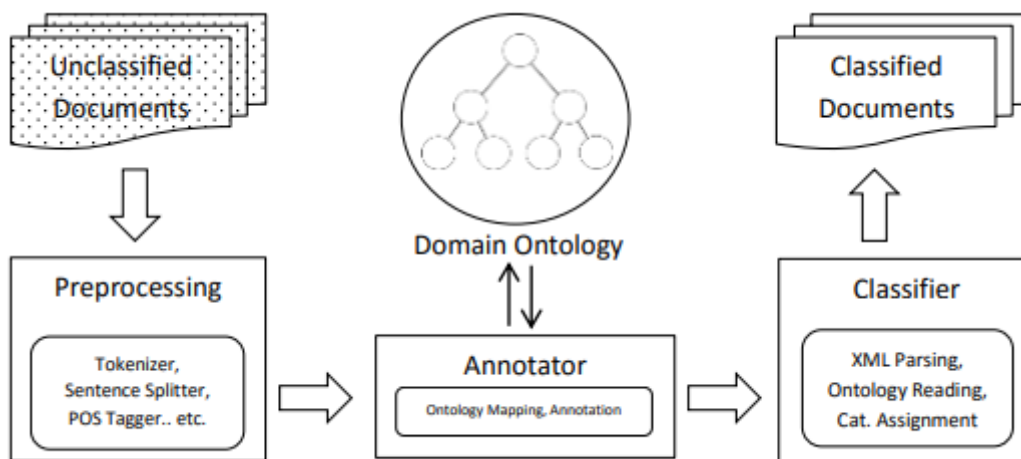 Unclassified
Documents
Classified
Documents
Domain Ontology
Preprocessing
Tokenizer,
Sentence Splitter,
POS Tagger.. etc.
Annotator
Ontology Mapping, Annotation
Classifier
XML Parsing,
Ontology Reading,
Cat. Assignment